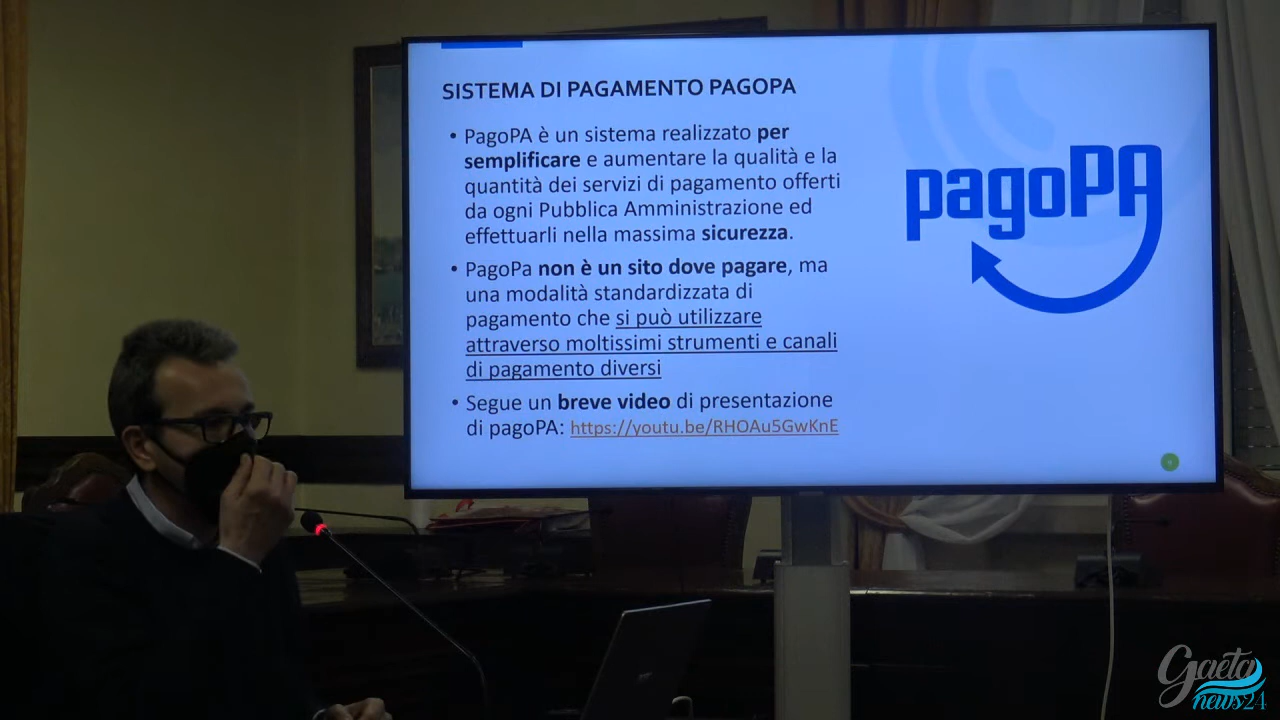 SISTEMA DI PAGAMENTO PAGOPA
• PagoPA è un sistema realizzato per
semplificare e aumentare la qualità e la
quantità dei servizi di pagamento offerti
da ogni Pubblica Amministrazione ed
effettuarli nella massima sicurezza.
• PagoPa non è un sito dove pagare, ma
una modalità standardizzata di
pagamento che si può utilizzare
attraverso moltissimi strumenti e canali
di pagamento diversi
• Segue un breve video di presentazione
di pagoPA: https://youtu.be/RHOAu5GwKnE
pagoPA
Gaeta
news24